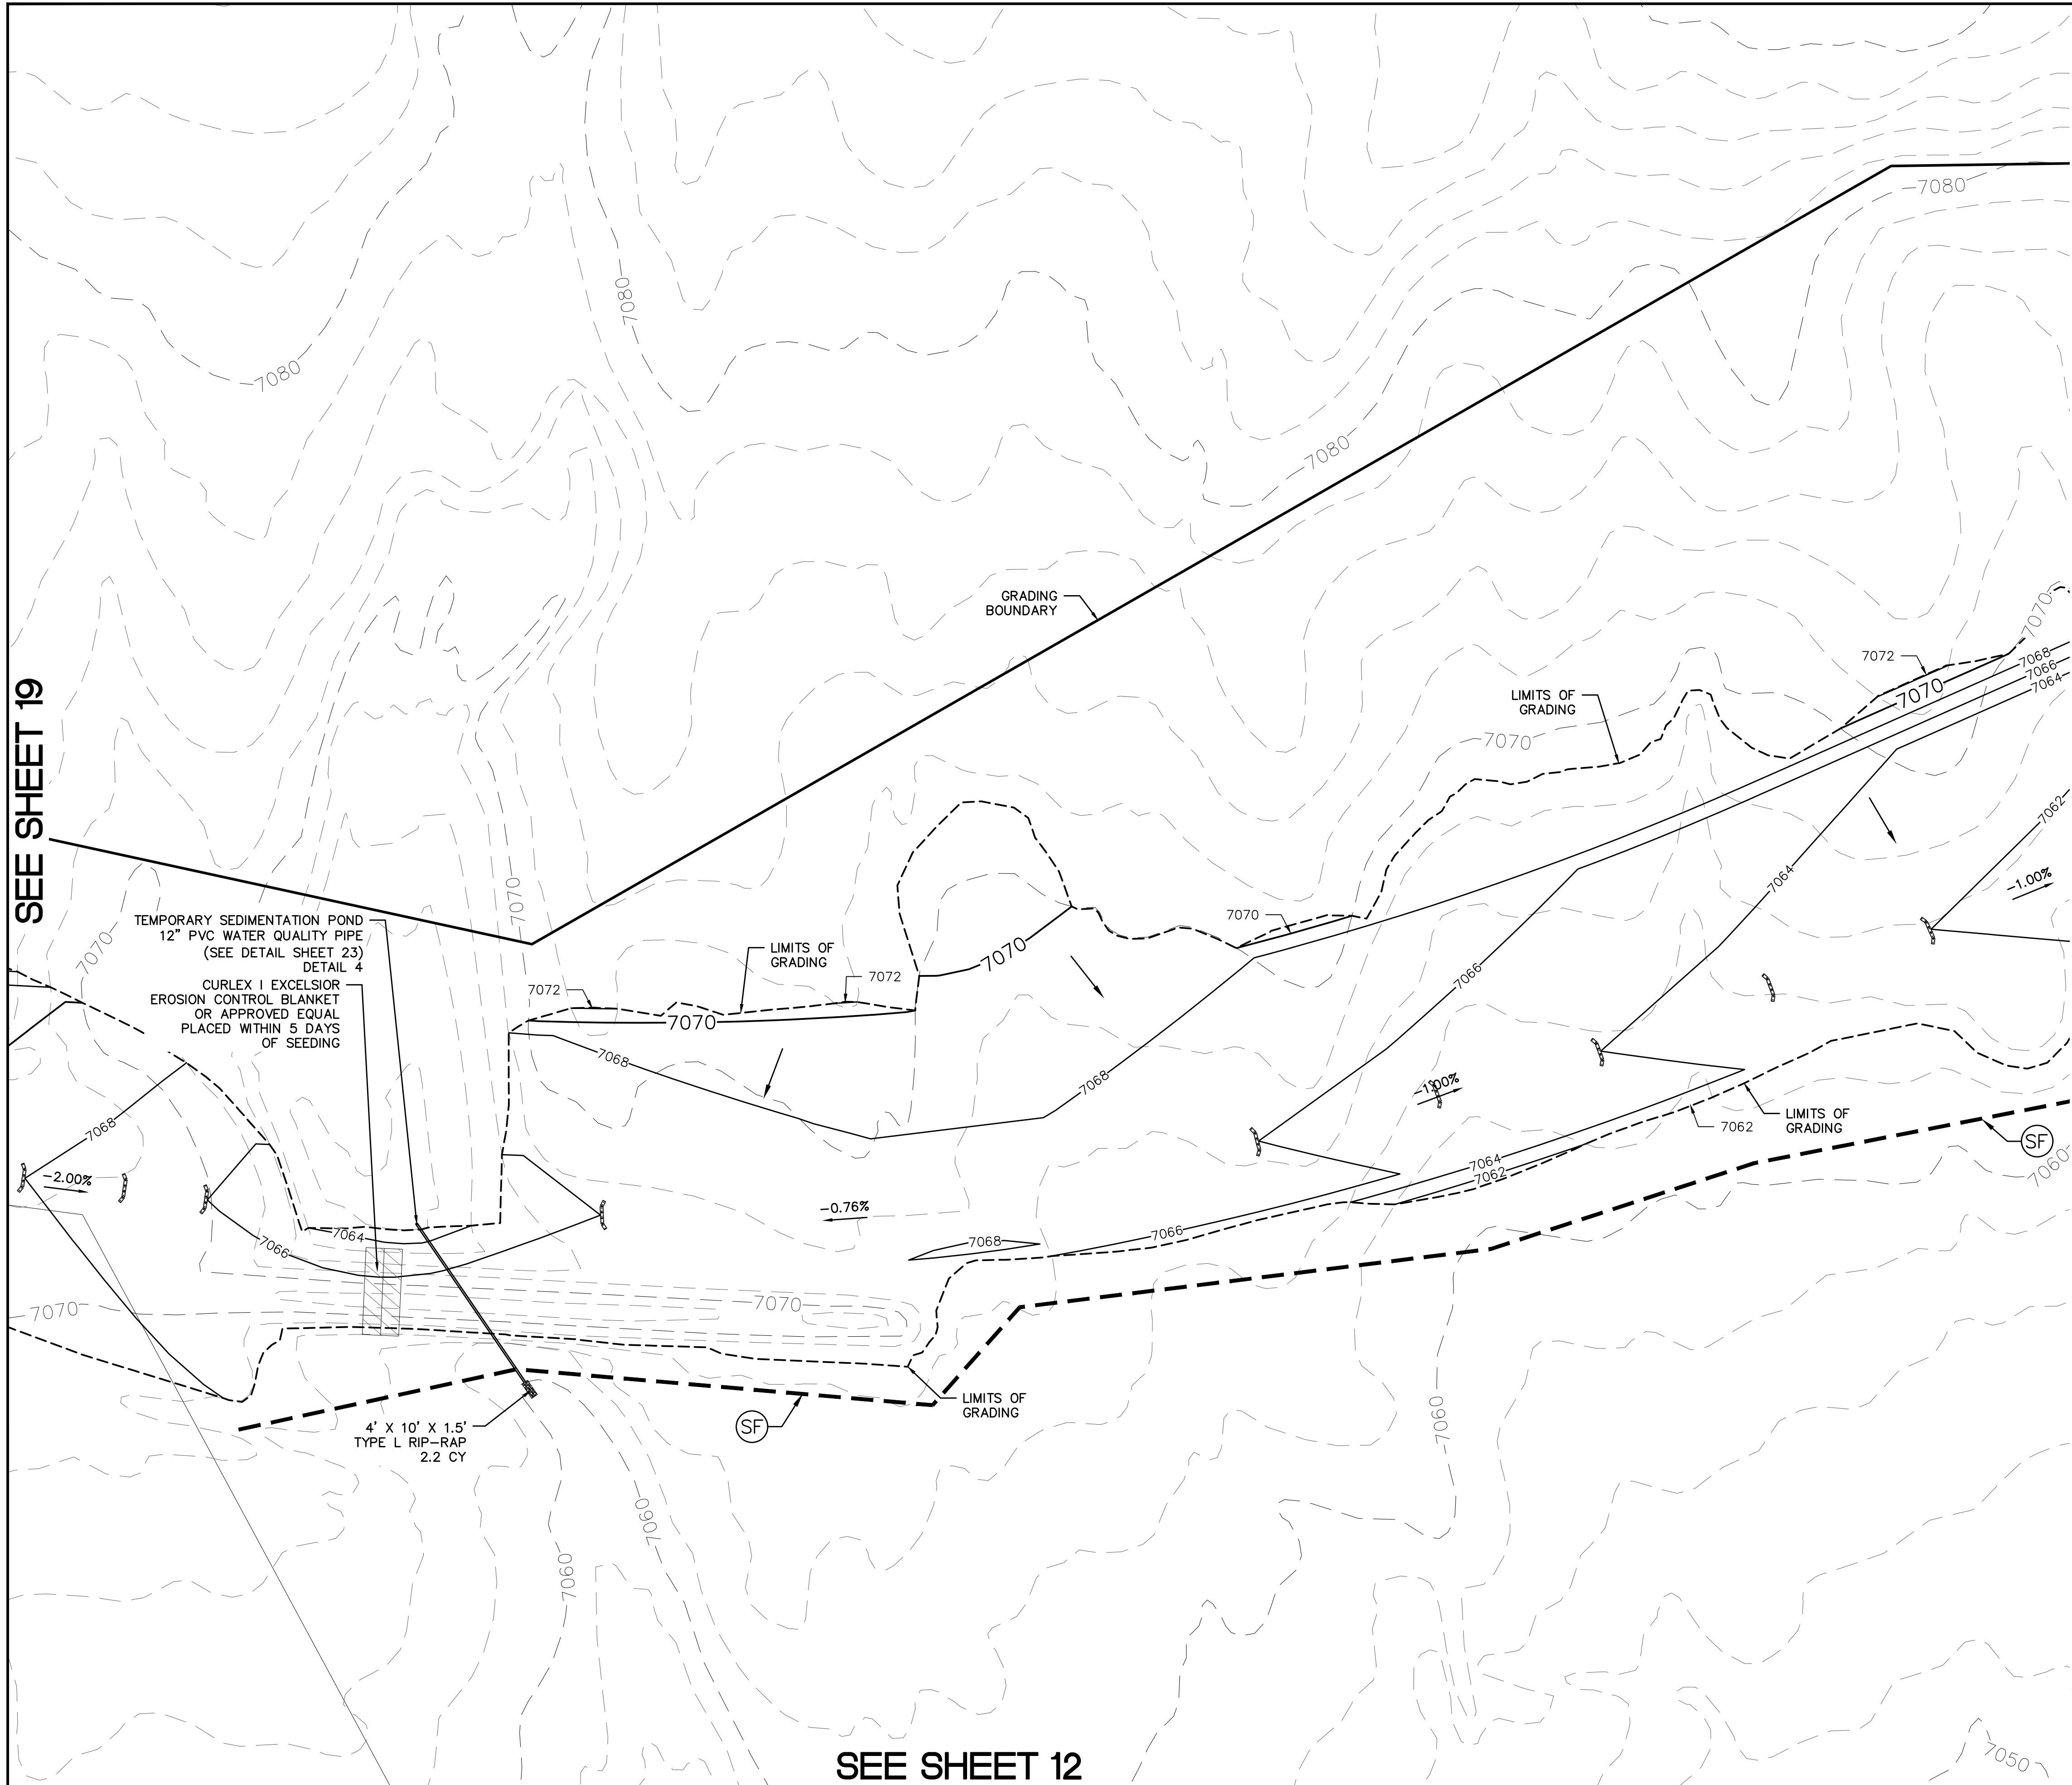 7080
7080
7080
7080
GRADING
BOUNDARY
7070
7072
7068
7066
7064
7070
LIMITS OF
GRADING
7070
SEE SHEET 19
7062
7064
-1.00%
7070
TEMPORARY SEDIMENTATION POND
12" PVC WATER QUALITY PIPE
(SEE DETAIL SHEET 23)
DETAIL 4
CURLEX I EXCELSIOR
EROSION CONTROL BLANKET
OR APPROVED EQUAL
PLACED WITHIN 5 DAYS
OF SEEDING
7070
LIMITS OF
GRADING
7072
7072
7070
7070
7070
7066
7068
7068
-1.00%
7068
-2.00%
7062
LIMITS OF
GRADING
SF
7060
7064
7062
-0.76%
7064
7066
7068
7066
7070
7070
LIMITS OF
GRADING
SF
4' X 10' X 1.5'
TYPE L RIP-RAP
2.2 CY
7060
7060
7060
7050
SEE SHEET 12